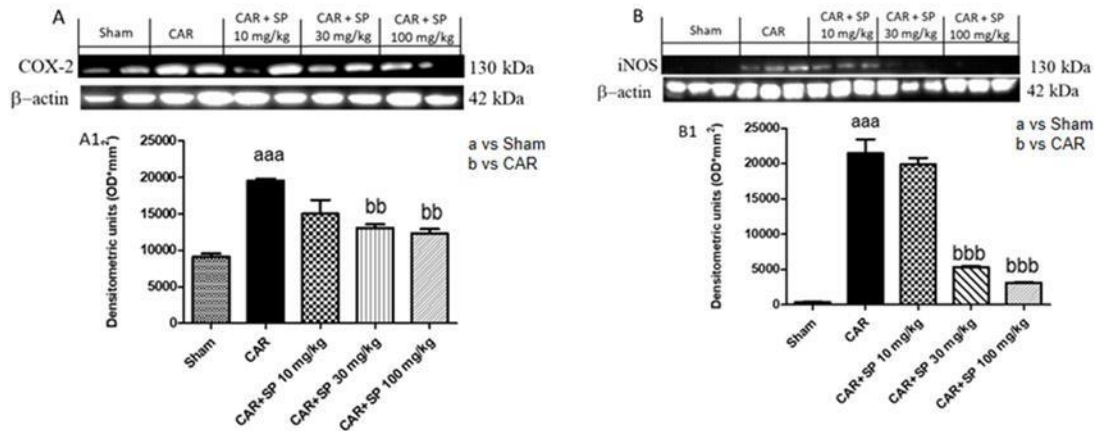 A
Sham
CAR
CAR + SP
10 mg/kg
CAR + SP
30 mg/kg
CAR + SP
100 mg/kg
COX-2
130 kDa
β-actin
42 kDa
A1.
a vs Sham
b vs CAR
Densitometric units (OD*mm²)
25000
20000
15000
10000
5000
0
aaa
bb
bb
Sham
CAR
CAR+SP 10 mg/kg
CAR+SP 30 mg/kg
CAR+SP 100 mg/kg
B
Sham
CAR
CAR + SP
10 mg/kg
CAR + SP
30 mg/kg
CAR + SP
100 mg/kg
iNOS
130 kDa
β-actin
42 kDa
B1
a vs Sham
b vs CAR
Densitometric units (OD*mm²)
25000
20000
15000
10000
5000
0
aaa
bbb
bbb
Sham
CAR
CAR+SP 10 mg/kg
CAR+SP 30 mg/kg
CAR+SP 100 mg/kg